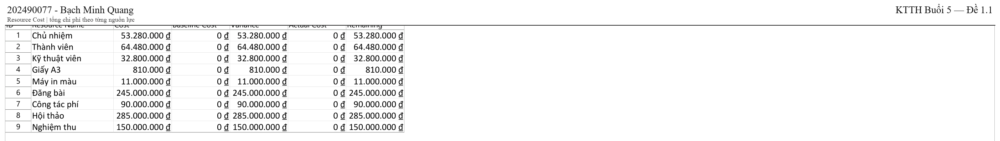 202490077 - Bạch Minh Quang KTTH Buổi 5 — Đề 1.1
Resource Cost | tổng chi phí theo từng nguồn lực
ID Resource Name Cost Baseline Cost Variance Actual Cost Remaining
1 Chủ nhiệm 53.280.000 ₫ 0 ₫ 53.280.000 ₫ 0 ₫ 53.280.000 ₫
2 Thành viên 64.480.000 ₫ 0 ₫ 64.480.000 ₫ 0 ₫ 64.480.000 ₫
3 Kỹ thuật viên 32.800.000 ₫ 0 ₫ 32.800.000 ₫ 0 ₫ 32.800.000 ₫
4 Giấy A3 810.000 ₫ 0 ₫ 810.000 ₫ 0 ₫ 810.000 ₫
5 Máy in màu 11.000.000 ₫ 0 ₫ 11.000.000 ₫ 0 ₫ 11.000.000 ₫
6 Đăng bài 245.000.000 ₫ 0 ₫ 245.000.000 ₫ 0 ₫ 245.000.000 ₫
7 Công tác phí 90.000.000 ₫ 0 ₫ 90.000.000 ₫ 0 ₫ 90.000.000 ₫
8 Hội thảo 285.000.000 ₫ 0 ₫ 285.000.000 ₫ 0 ₫ 285.000.000 ₫
9 Nghiệm thu 150.000.000 ₫ 0 ₫ 150.000.000 ₫ 0 ₫ 150.000.000 ₫